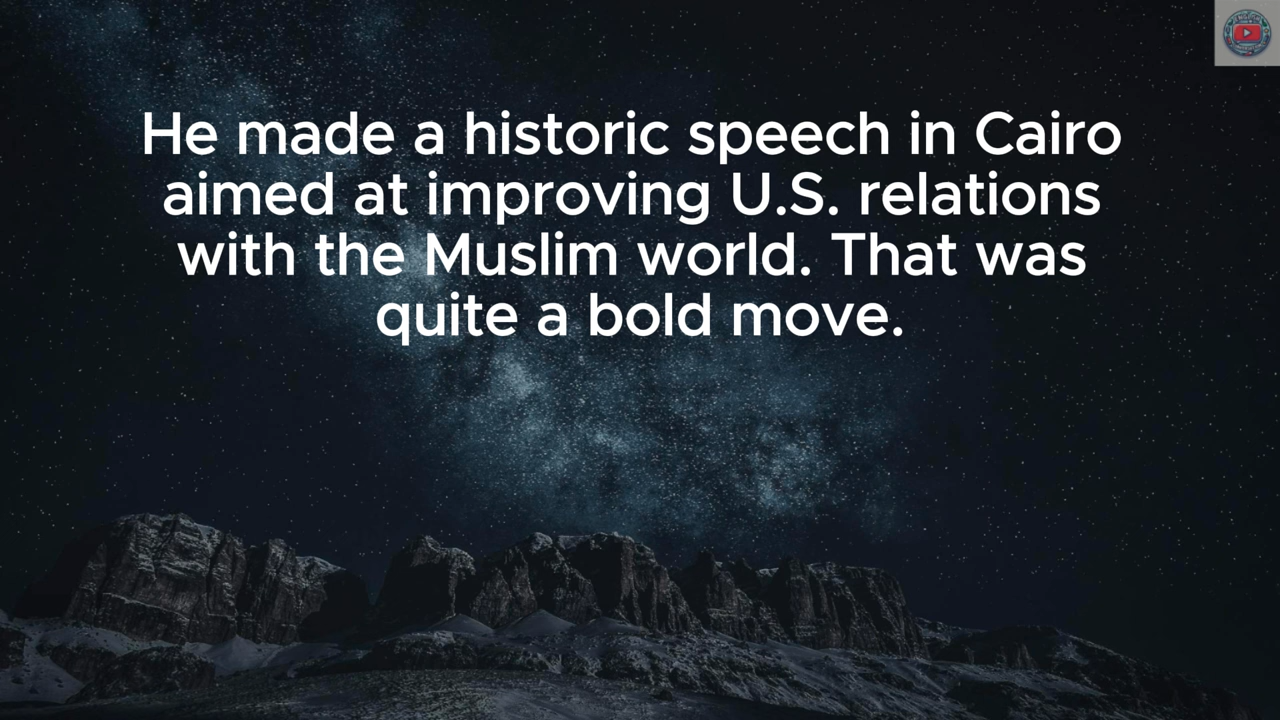 He made a historic speech in Cairo
aimed at improving U.S. relations
with the Muslim world. That was
quite a bold move.